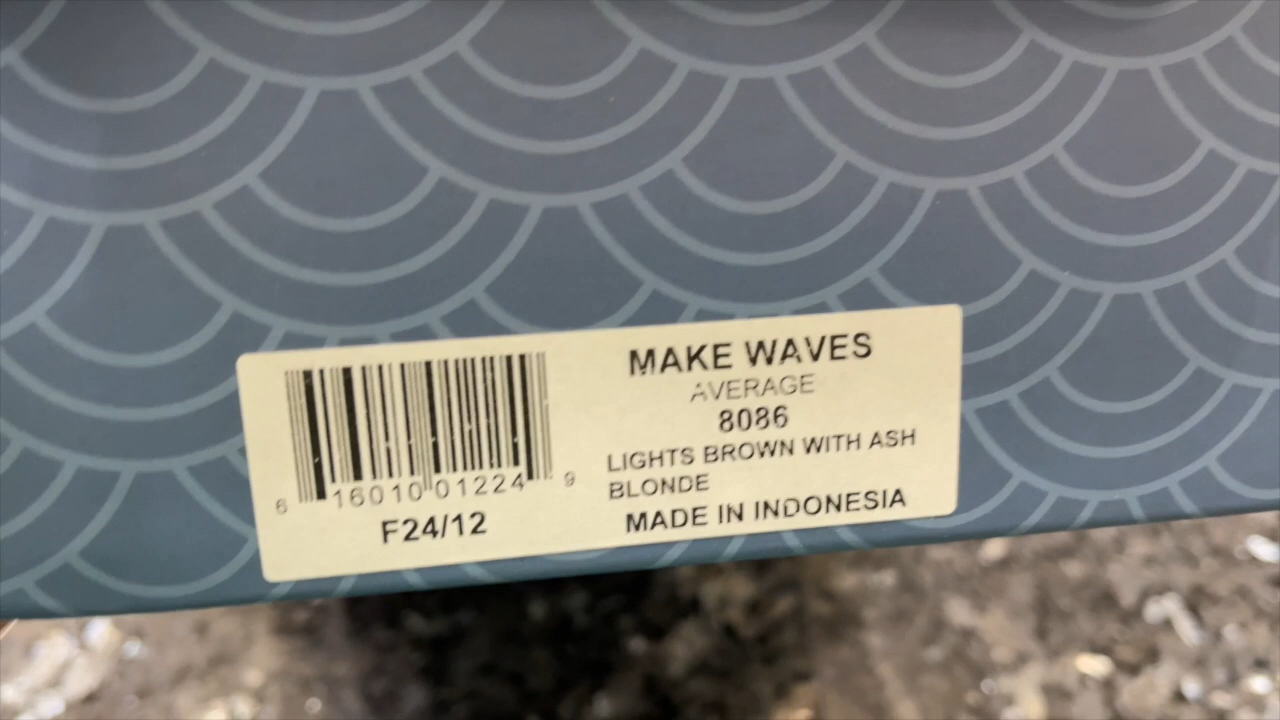 MAKE WAVES
AVERAGE
8086
LIGHTS BROWN WITH ASH
BLONDE
MADE IN INDONESIA
6 16010 01224 9
F24/12